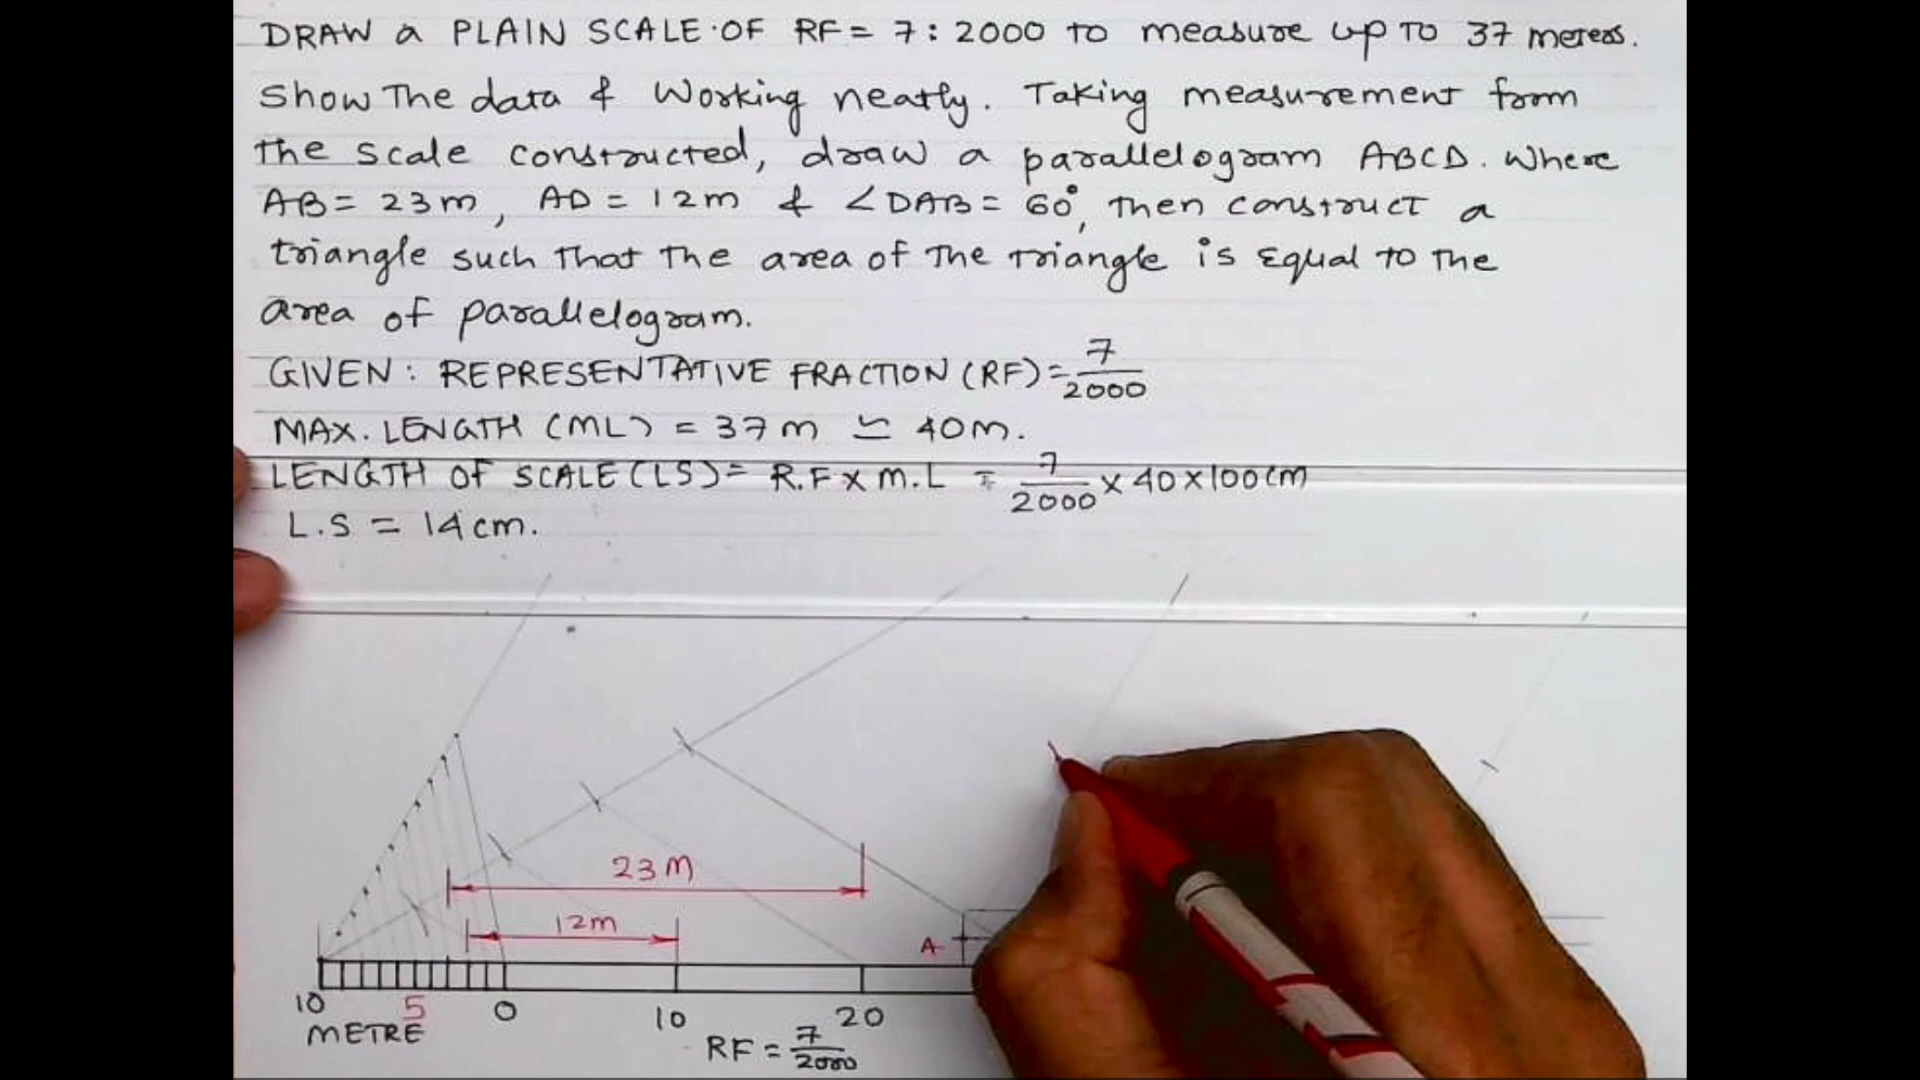 DRAW a PLAIN SCALE OF RF = 7 : 2000 to measure up to 37 meters.
Show The data & Working neatly. Taking measurement from
the scale constructed, draw a parallelogram ABCD. Where
AB = 23m, AD = 12m & ∠DAB = 60°, then construct a
triangle such that the area of the triangle is Equal to the
area of parallelogram.
GIVEN: REPRESENTATIVE FRACTION (RF) = 7/2000
MAX. LENGTH (ML) = 37m ≃ 40m.
LENGTH OF SCALE (LS) = R.F x M.L = 7/2000 x 40 x 100 cm
L.S = 14 cm.
23M
12m
A
10 5 0 10 20
METRE
RF = 7/2000